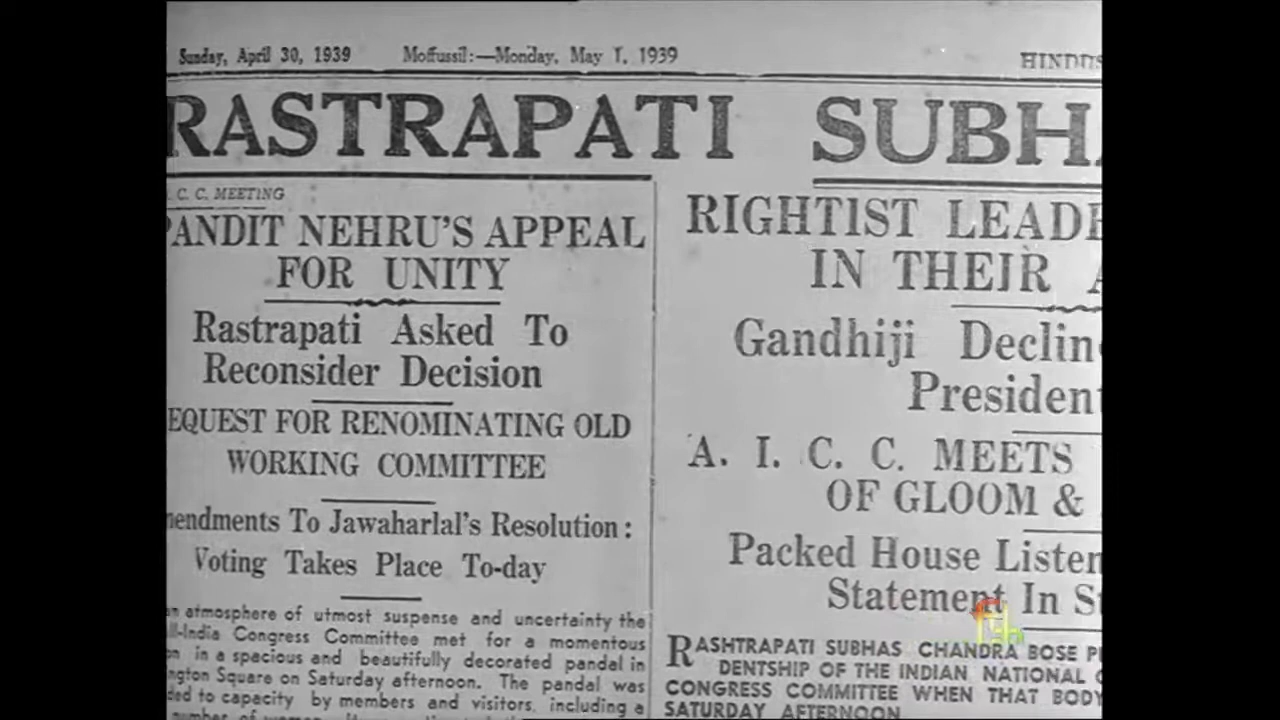 Sunday, April 30, 1939 Moffussil:—Monday, May 1, 1939
RASTRAPATI SUBH
C. C. MEETING
PANDIT NEHRU'S APPEAL
FOR UNITY
Rastrapati Asked To
Reconsider Decision
EQUEST FOR RENOMINATING OLD
WORKING COMMITTEE
endments To Jawaharlal's Resolution:
Voting Takes Place To-day
atmosphere of utmost suspense and uncertainty the
ll-India Congress Committee met for a momentous
in a spacious and beautifully decorated pandal in
ngton Square on Saturday afternoon. The pandal was
ed to capacity by members and visitors, including a
RIGHTIST LEAD
IN THEIR
Gandhiji Declin
President
A. I. C. C. MEETS
OF GLOOM &
Packed House Listen
Statement In S
RASHTRAPATI SUBHAS CHANDRA BOSE P
DENTSHIP OF THE INDIAN NATIONAL
CONGRESS COMMITTEE WHEN THAT BODY
SATURDAY AFTERNOON